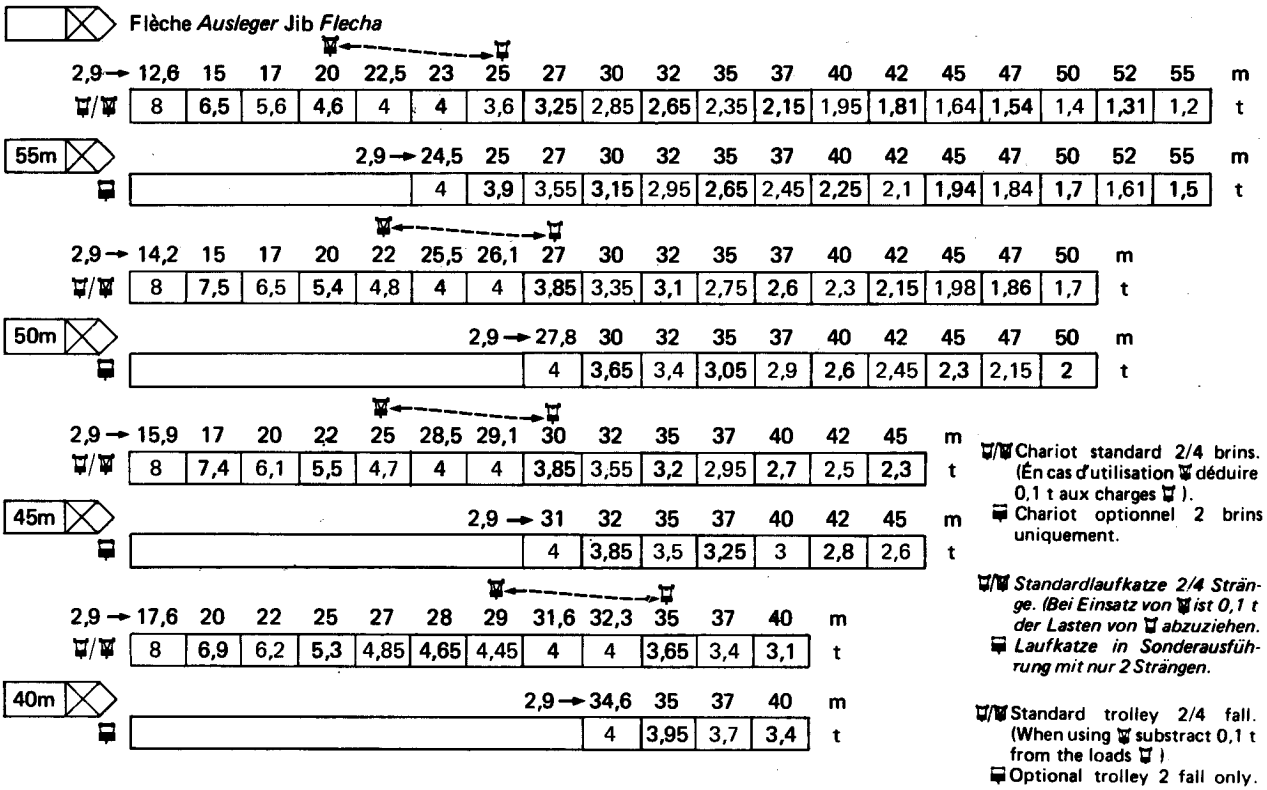 Flèche Ausleger Jib Flecha
2,9 → 12,6 15 17 20 22,5 23 25 27 30 32 35 37 40 42 45 47 50 52 55 m
/ 8 6,5 5,6 4,6 4 4 3,6 3,25 2,85 2,65 2,35 2,15 1,95 1,81 1,64 1,54 1,4 1,31 1,2 t
55m 2,9 → 24,5 25 27 30 32 35 37 40 42 45 47 50 52 55 m
4 3,9 3,55 3,15 2,95 2,65 2,45 2,25 2,1 1,94 1,84 1,7 1,61 1,5 t
2,9 → 14,2 15 17 20 22 25,5 26,1 27 30 32 35 37 40 42 45 47 50 m
/ 8 7,5 6,5 5,4 4,8 4 4 3,85 3,35 3,1 2,75 2,6 2,3 2,15 1,98 1,86 1,7 t
50m 2,9 → 27,8 30 32 35 37 40 42 45 47 50 m
4 3,65 3,4 3,05 2,9 2,6 2,45 2,3 2,15 2 t
2,9 → 15,9 17 20 22 25 28,5 29,1 30 32 35 37 40 42 45 m
/ 8 7,4 6,1 5,5 4,7 4 4 3,85 3,55 3,2 2,95 2,7 2,5 2,3 t
45m 2,9 → 31 32 35 37 40 42 45 m
4 3,85 3,5 3,25 3 2,8 2,6 t
2,9 → 17,6 20 22 25 27 28 29 31,6 32,3 35 37 40 m
/ 8 6,9 6,2 5,3 4,85 4,65 4,45 4 4 3,65 3,4 3,1 t
40m 2,9 → 34,6 35 37 40 m
4 3,95 3,7 3,4 t
/ Chariot standard 2/4 brins.
(Én cas d'utilisation déduire
0,1 t aux charges ).
Chariot optionnel 2 brins
uniquement.
/ Standardlaufkatze 2/4 Strän-
ge. (Bei Einsatz von ist 0,1 t
der Lasten von abzuziehen.
Laufkatze in Sonderausfüh-
rung mit nur 2 Strängen.
/ Standard trolley 2/4 fall.
(When using substract 0,1 t
from the loads )
Optional trolley 2 fall only.